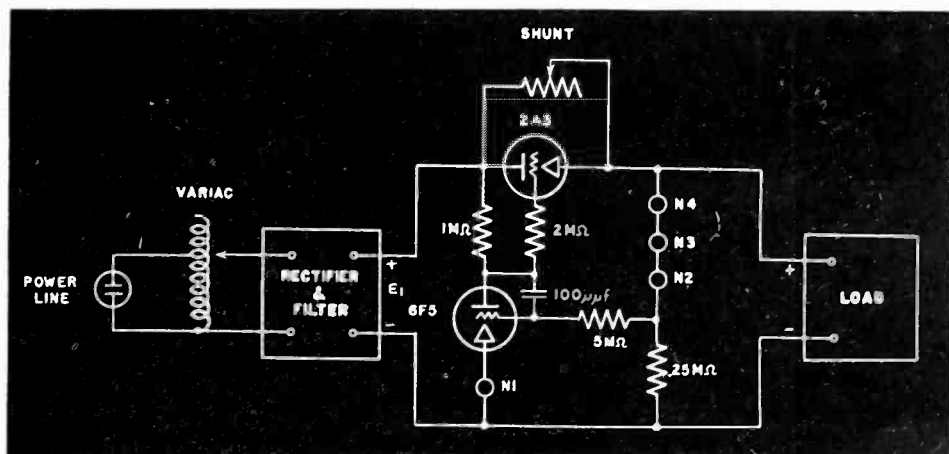 SHUNT
2A3
VARIAC
1MΩ
2MΩ
N4
N3
N2
POWER
LINE
RECTIFIER
&
FILTER
+
E1
-
6F5
100μμf
5MΩ
.25MΩ
N1
+
-
LOAD